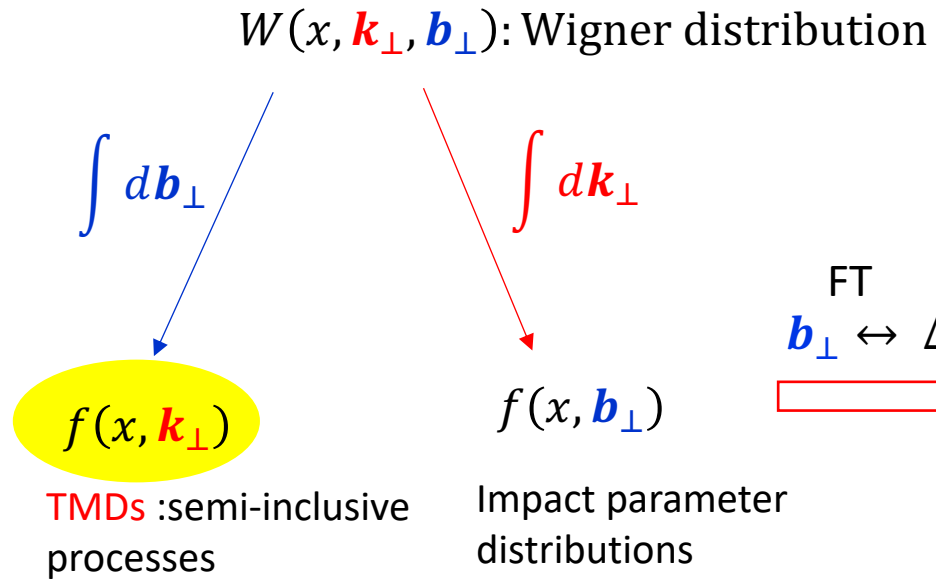 W(x, k⊥, b⊥): Wigner distribution
∫ db⊥
∫ dk⊥
FT
b⊥ ↔ Δ
f(x, k⊥)
f(x, b⊥)
TMDs :semi-inclusive
processes
Impact parameter
distributions